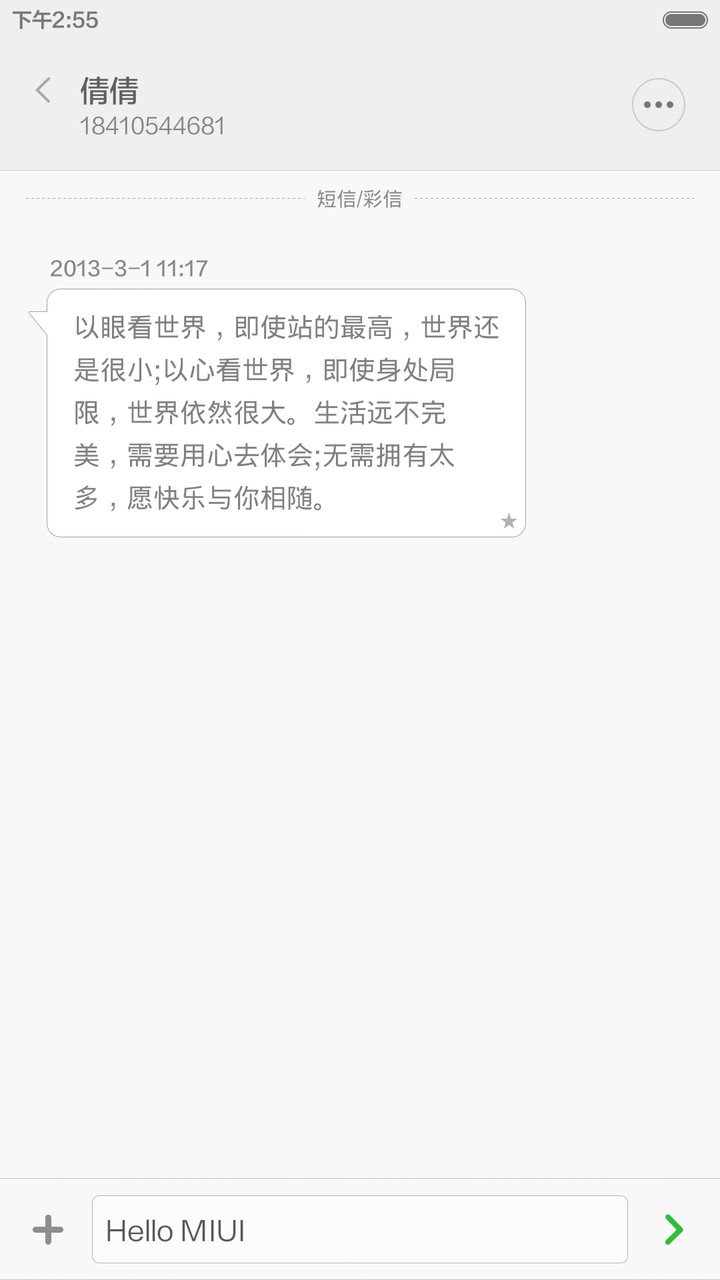 下午2:55
倩倩
18410544681
短信/彩信
2013-3-1 11:17
以眼看世界，即使站的最高，世界还
是很小;以心看世界，即使身处局
限，世界依然很大。生活远不完
美，需要用心去体会;无需拥有太
多，愿快乐与你相随。
Hello MIUI